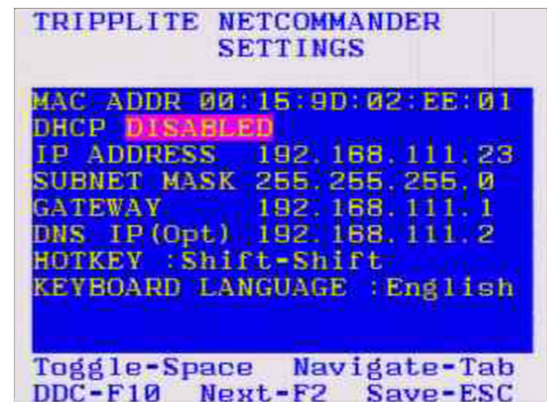 TRIPPLITE NETCOMMANDER
SETTINGS
MAC ADDR 00:15:9D:02:EE:01
DHCP DISABLED
IP ADDRESS 192.168.111.23
SUBNET MASK 255.255.255.0
GATEWAY 192.168.111.1
DNS IP(Opt) 192.168.111.2
HOTKEY :Shift-Shift
KEYBOARD LANGUAGE :English
Toggle-Space Navigate-Tab
DDC-F10 Next-F2 Save-ESC